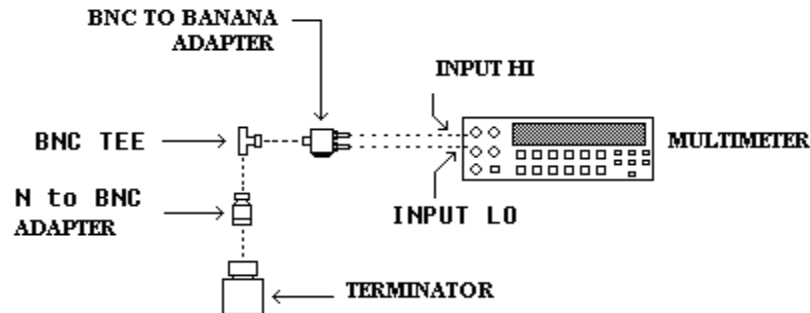 BNC TO BANANA
ADAPTER
INPUT HI
BNC TEE
MULTIMETER
N to BNC
ADAPTER
INPUT LO
TERMINATOR